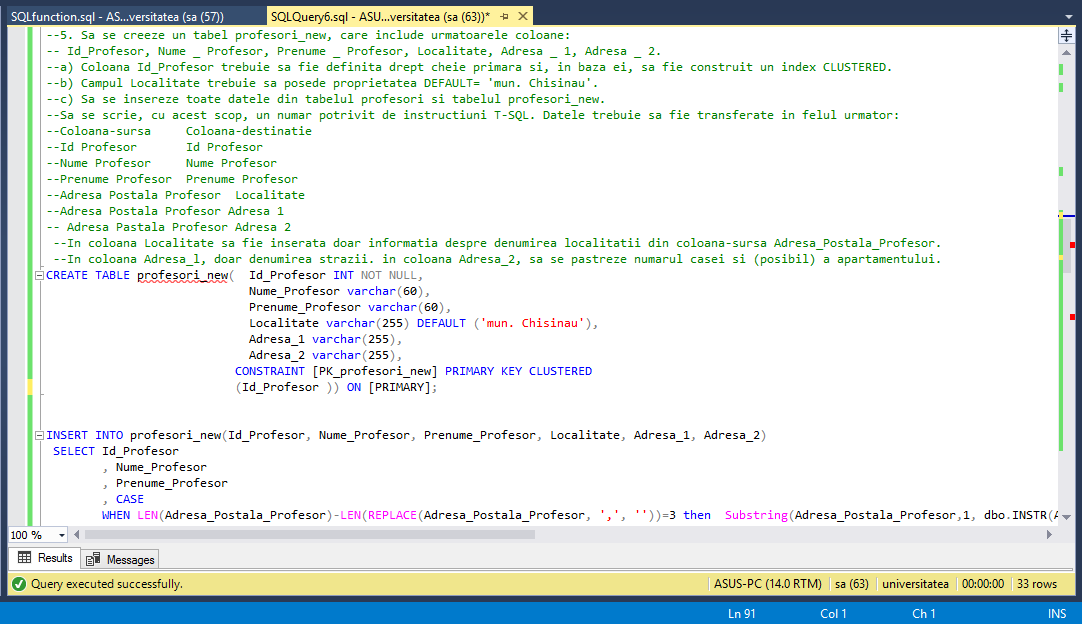 SQLfunction.sql - AS...versitatea (sa (57))    SQLQuery6.sql - ASU...versitatea (sa (63))*
--5. Sa se creeze un tabel profesori_new, care include urmatoarele coloane:
-- Id_Profesor, Nume _ Profesor, Prenume _ Profesor, Localitate, Adresa _ 1, Adresa _ 2.
--a) Coloana Id_Profesor trebuie sa fie definita drept cheie primara si, in baza ei, sa fie construit un index CLUSTERED.
--b) Campul Localitate trebuie sa posede proprietatea DEFAULT= 'mun. Chisinau'.
--c) Sa se insereze toate datele din tabelul profesori si tabelul profesori_new.
--Sa se scrie, cu acest scop, un numar potrivit de instructiuni T-SQL. Datele trebuie sa fie transferate in felul urmator:
--Coloana-sursa     Coloana-destinatie
--Id Profesor       Id Profesor
--Nume Profesor     Nume Profesor
--Prenume Profesor  Prenume Profesor
--Adresa Postala Profesor  Localitate
--Adresa Postala Profesor Adresa 1
-- Adresa Pastala Profesor Adresa 2
--In coloana Localitate sa fie inserata doar informatia despre denumirea localitatii din coloana-sursa Adresa_Postala_Profesor.
--In coloana Adresa_l, doar denumirea strazii. in coloana Adresa_2, sa se pastreze numarul casei si (posibil) a apartamentului.
CREATE TABLE profesori_new(  Id_Profesor INT NOT NULL,
Nume_Profesor varchar(60),
Prenume_Profesor varchar(60),
Localitate varchar(255) DEFAULT ('mun. Chisinau'),
Adresa_1 varchar(255),
Adresa_2 varchar(255),
CONSTRAINT [PK_profesori_new] PRIMARY KEY CLUSTERED
(Id_Profesor )) ON [PRIMARY];
INSERT INTO profesori_new(Id_Profesor, Nume_Profesor, Prenume_Profesor, Localitate, Adresa_1, Adresa_2)
SELECT Id_Profesor
, Nume_Profesor
, Prenume_Profesor
, CASE
WHEN LEN(Adresa_Postala_Profesor)-LEN(REPLACE(Adresa_Postala_Profesor, ',', ''))=3 then  Substring(Adresa_Postala_Profesor,1, dbo.INSTR(A
100 %
Results    Messages
Query executed successfully.    ASUS-PC (14.0 RTM)    sa (63)    universitatea    00:00:00    33 rows
Ln 91    Col 1    Ch 1    INS